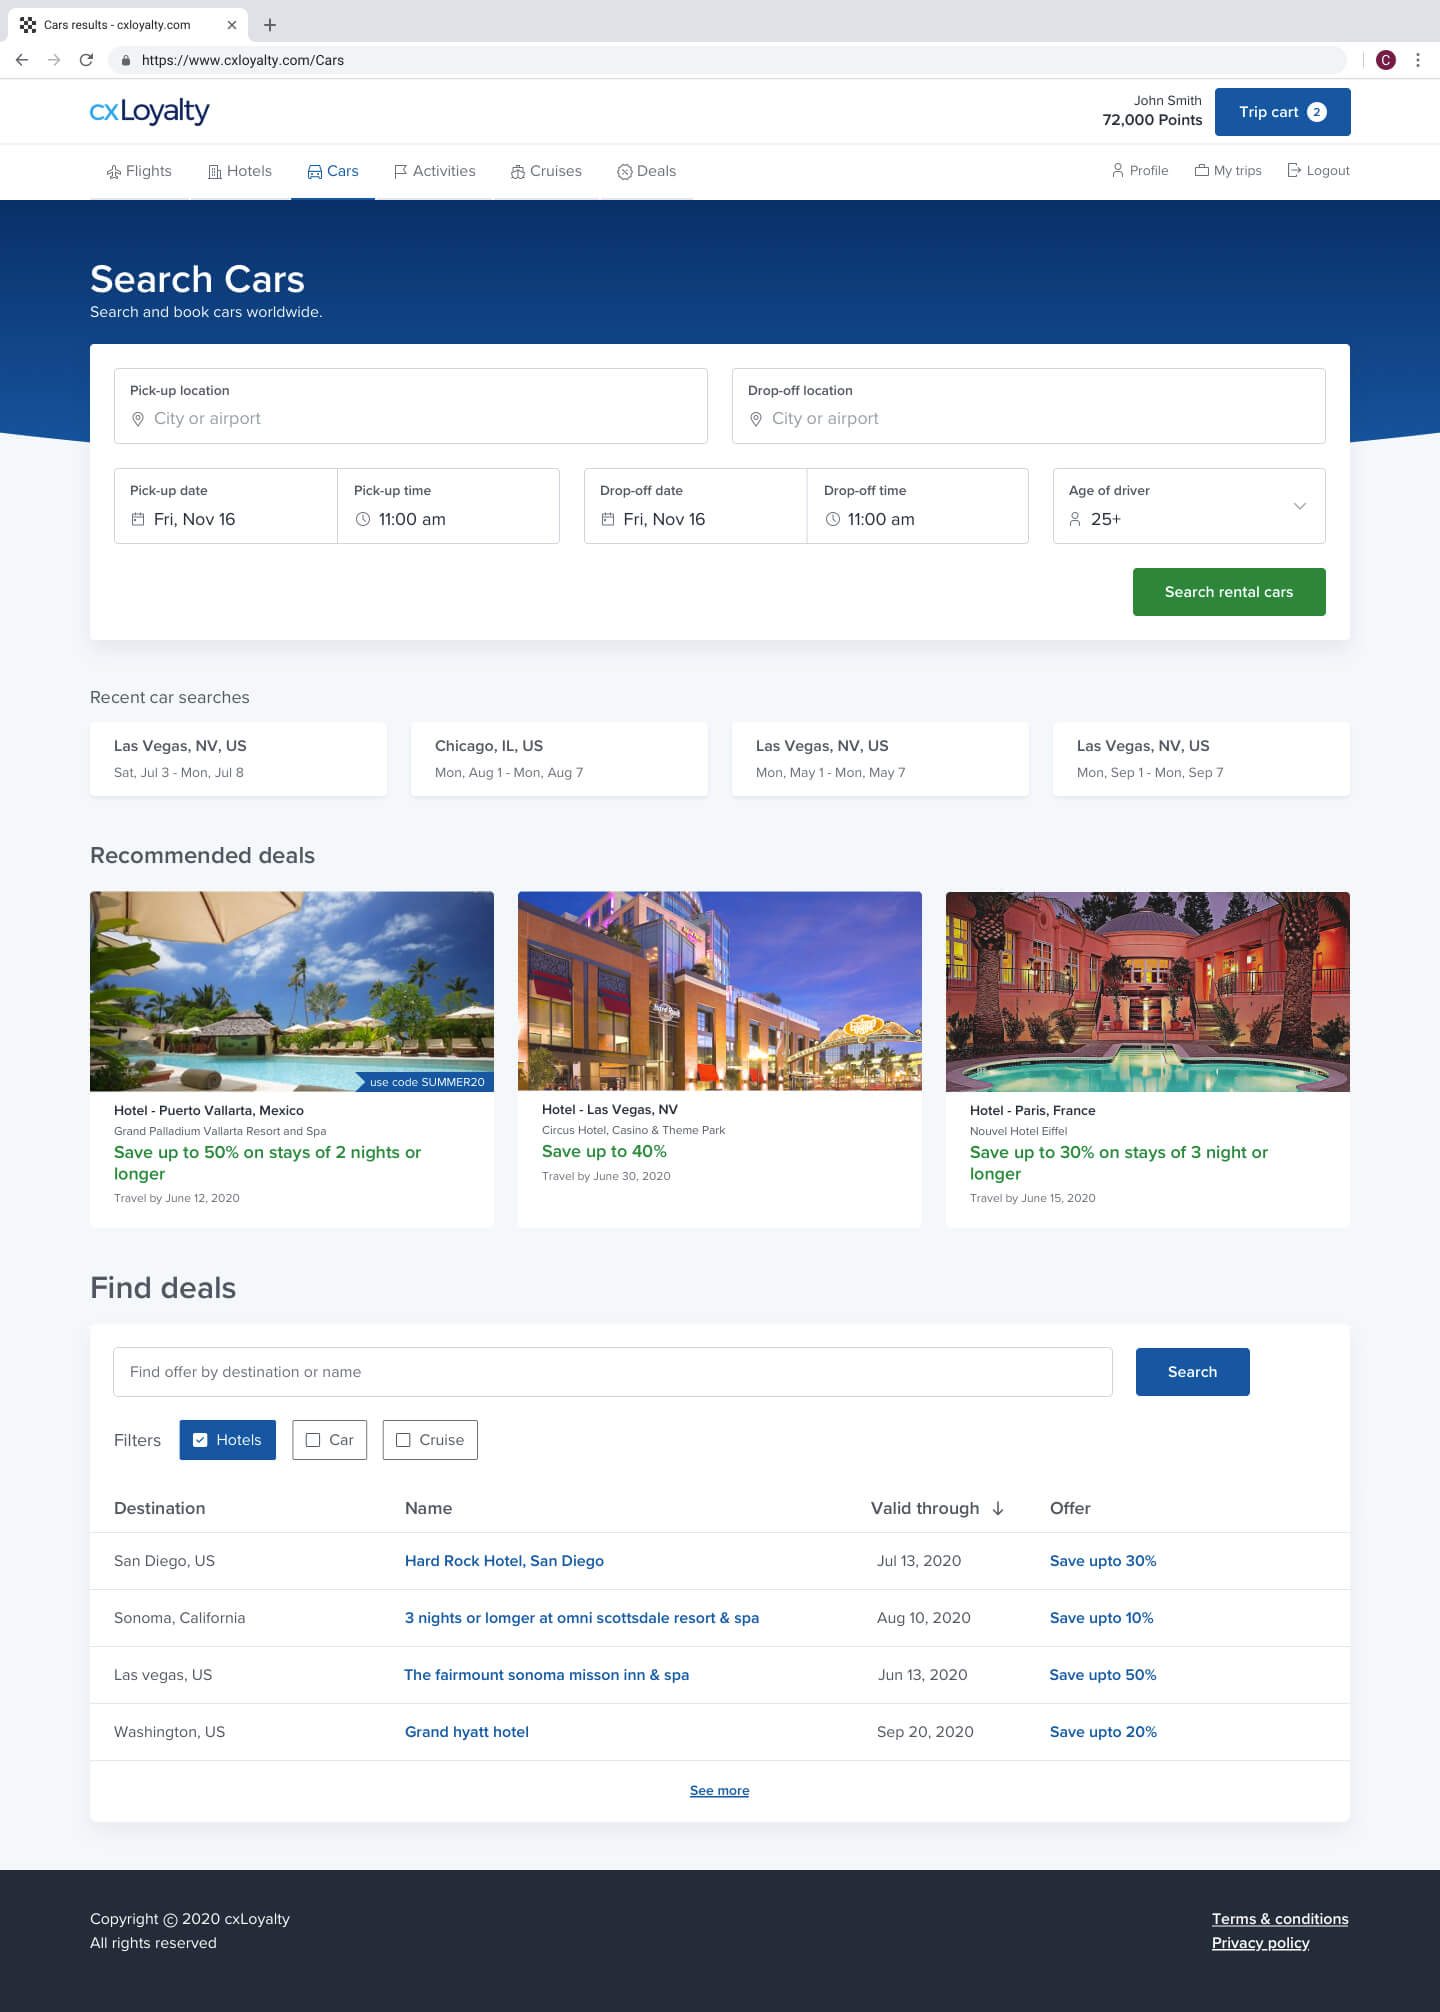 Cars results - cxloyalty.com
https://www.cxloyalty.com/Cars
C
cxLoyalty
John Smith
72,000 Points
Trip cart 2
Flights
Hotels
Cars
Activities
Cruises
Deals
Profile
My trips
Logout
Search Cars
Search and book cars worldwide.
Pick-up location
City or airport
Drop-off location
City or airport
Pick-up date
Fri, Nov 16
Pick-up time
11:00 am
Drop-off date
Fri, Nov 16
Drop-off time
11:00 am
Age of driver
25+
Search rental cars
Recent car searches
Las Vegas, NV, US
Sat, Jul 3 - Mon, Jul 8
Chicago, IL, US
Mon, Aug 1 - Mon, Aug 7
Las Vegas, NV, US
Mon, May 1 - Mon, May 7
Las Vegas, NV, US
Mon, Sep 1 - Mon, Sep 7
Recommended deals
use code SUMMER20
Hotel - Puerto Vallarta, Mexico
Grand Palladium Vallarta Resort and Spa
Save up to 50% on stays of 2 nights or
longer
Travel by June 12, 2020
Hard Rock
Hotel - Las Vegas, NV
Circus Hotel, Casino & Theme Park
Save up to 40%
Travel by June 30, 2020
Hotel - Paris, France
Nouvel Hotel Eiffel
Save up to 30% on stays of 3 night or
longer
Travel by June 15, 2020
Find deals
Find offer by destination or name
Search
Filters
Hotels
Car
Cruise
Destination Name Valid through Offer
San Diego, US Hard Rock Hotel, San Diego Jul 13, 2020 Save upto 30%
Sonoma, California 3 nights or lomger at omni scottsdale resort & spa Aug 10, 2020 Save upto 10%
Las vegas, US The fairmount sonoma misson inn & spa Jun 13, 2020 Save upto 50%
Washington, US Grand hyatt hotel Sep 20, 2020 Save upto 20%
See more
Copyright © 2020 cxLoyalty
All rights reserved
Terms & conditions
Privacy policy